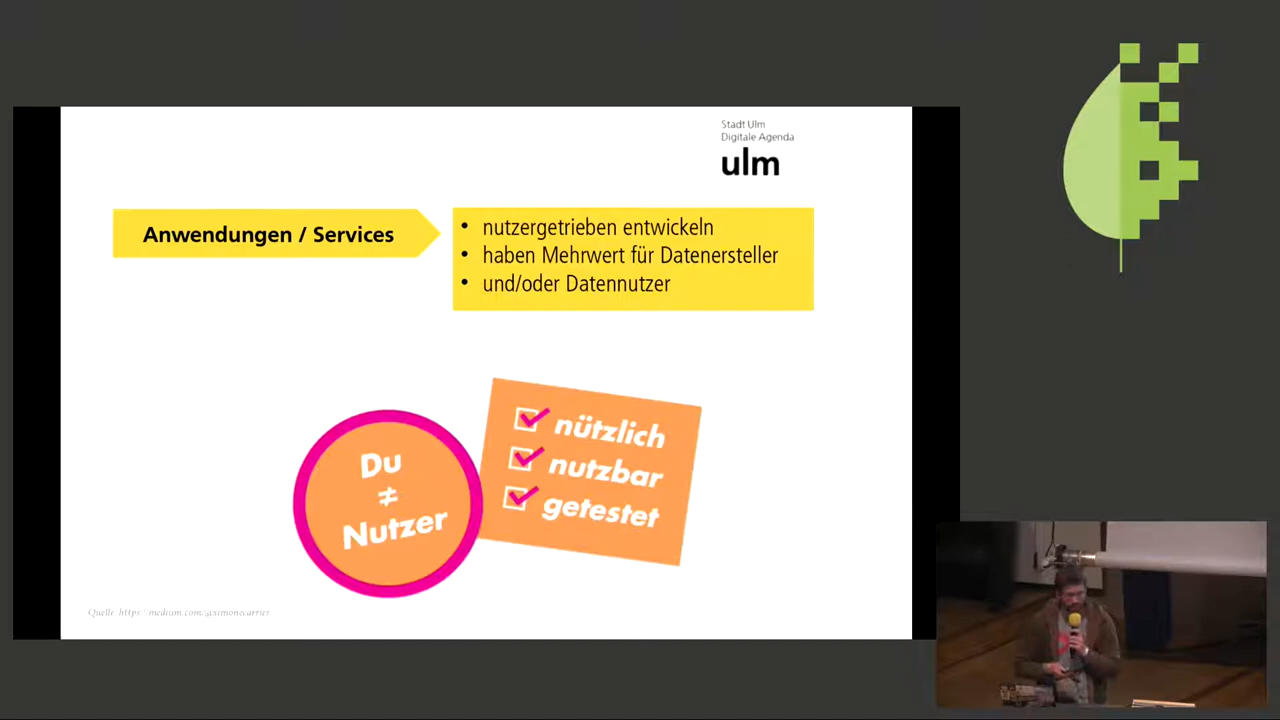 Stadt Ulm
Digitale Agenda
ulm
Anwendungen / Services
• nutzergetrieben entwickeln
• haben Mehrwert für Datenersteller
• und/oder Datennutzer
Du
≠
Nutzer
nützlich
nutzbar
getestet
Quelle: https://medium.com/@simonecarrier